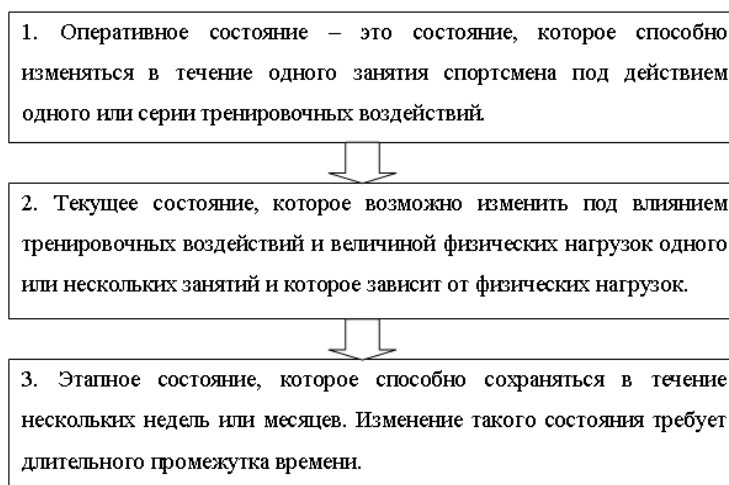 1. Оперативное состояние – это состояние, которое способно
изменяться в течение одного занятия спортсмена под действием
одного или серии тренировочных воздействий.
2. Текущее состояние, которое возможно изменить под влиянием
тренировочных воздействий и величиной физических нагрузок одного
или нескольких занятий и которое зависит от физических нагрузок.
3. Этапное состояние, которое способно сохраняться в течение
нескольких недель или месяцев. Изменение такого состояния требует
длительного промежутка времени.